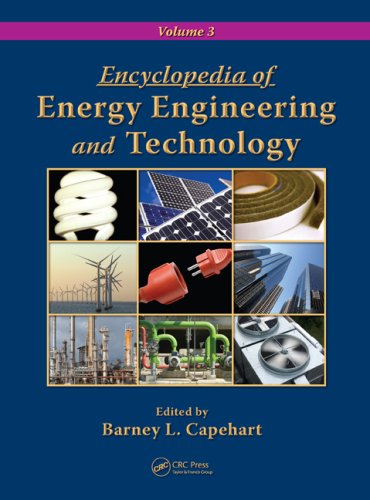 Volume 3
Encyclopedia of
Energy Engineering
and Technology
Edited by
Barney L. Capehart
CRC Press
Taylor & Francis Group